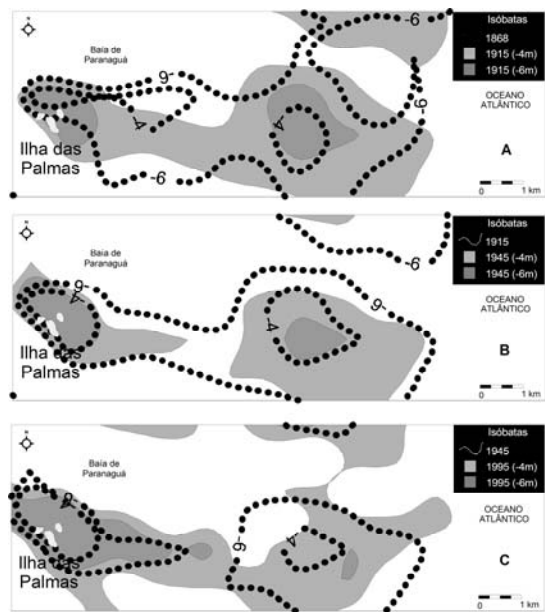 Isóbatas
1868
1915 (-4m)
1915 (-6m)
N
Baía de
Paranaguá
-6
-6
-6
-6
-4
-4
OCEANO
ATLÂNTICO
Ilha das
Palmas
A
0 1 km
Isóbatas
1915
1945 (-4m)
1945 (-6m)
N
Baía de
Paranaguá
-6
-6
-6
-4
-4
OCEANO
ATLÂNTICO
Ilha das
Palmas
B
0 1 km
Isóbatas
1945
1995 (-4m)
1995 (-6m)
N
Baía de
Paranaguá
-6
-6
-4
-4
OCEANO
ATLÂNTICO
Ilha das
Palmas
C
0 1 km